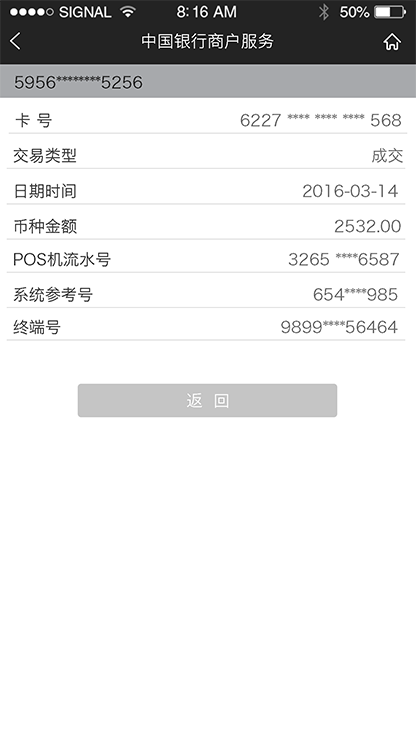 SIGNAL 8:16 AM 50%
中国银行商户服务
5956********5256
卡 号 6227 **** **** **** 568
交易类型 成交
日期时间 2016-03-14
币种金额 2532.00
POS机流水号 3265 ****6587
系统参考号 654****985
终端号 9899****56464
返 回